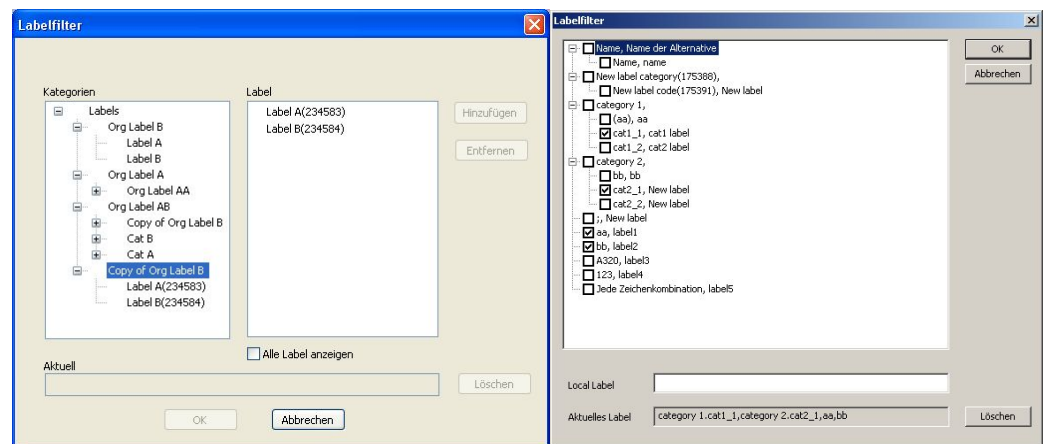 Labelfilter
Kategorien
Labels
Org Label B
Label A
Label B
Org Label A
Org Label AA
Org Label AB
Copy of Org Label B
Cat B
Cat A
Copy of Org Label B
Label A(234583)
Label B(234584)
Label
Label A(234583)
Label B(234584)
Hinzufügen
Entfernen
Alle Label anzeigen
Aktuell
Löschen
OK
Abbrechen
Labelfilter
Name, Name der Alternative
Name, name
New label category(175388),
New label code(175391), New label
category 1,
(aa), aa
cat1_1, cat1 label
cat1_2, cat2 label
category 2,
bb, bb
cat2_1, New label
cat2_2, New label
;, New label
aa, label1
bb, label2
A320, label3
123, label4
Jede Zeichenkombination, label5
OK
Abbrechen
Local Label
Aktuelles Label
category 1.cat1_1,category 2.cat2_1,aa,bb
Löschen